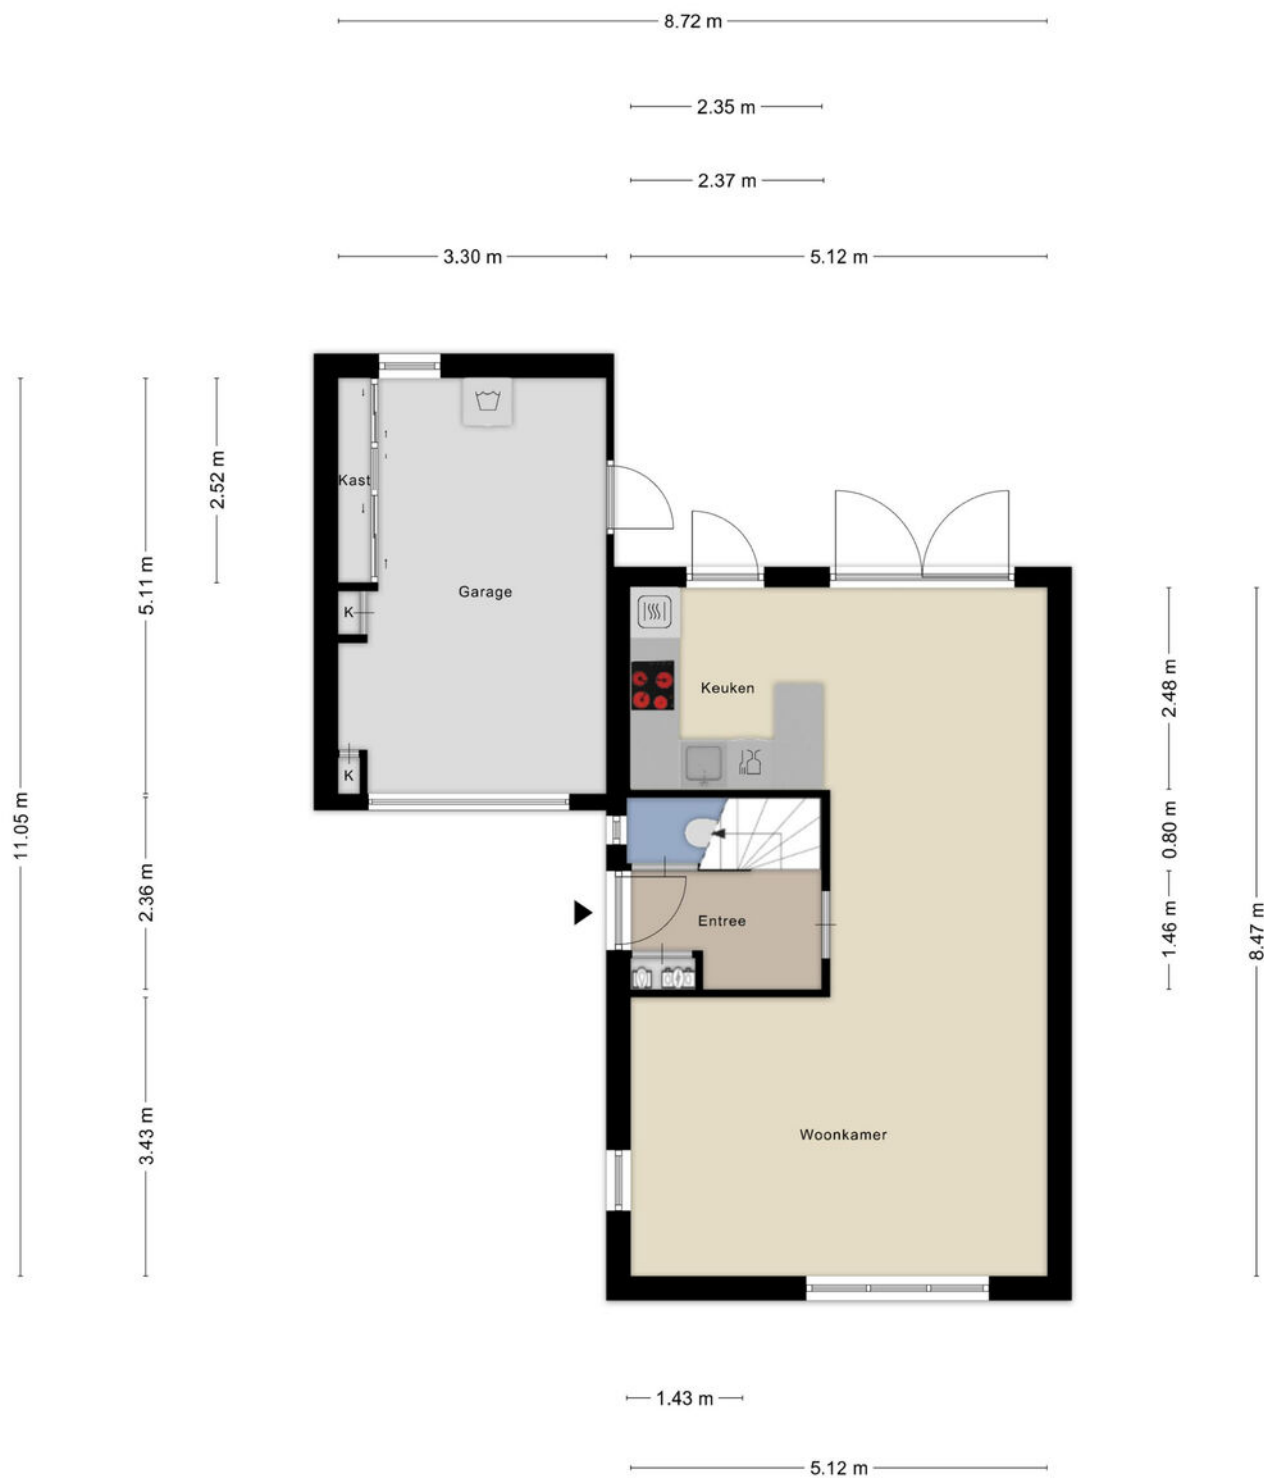 8.72 m
2.35 m
2.37 m
3.30 m
5.12 m
2.52 m
Kast
5.11 m
Garage
K
2.48 m
Keuken
K
11.05 m
0.80 m
2.36 m
Entree
1.46 m
8.47 m
3.43 m
Woonkamer
1.43 m
5.12 m